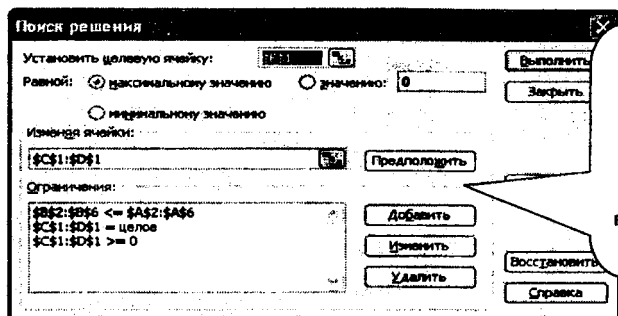 Поиск решения
Установить целевую ячейку:
Выполнить
Равной: максимальному значению значению: 0
Закрыть
минимальному значению
Изменяя ячейки:
$C$1:$D$1
Предположить
Ограничения:
$B$2:$B$6 <= $A$2:$A$6
Добавить
$C$1:$D$1 = целое
$C$1:$D$1 >= 0
Изменить
Удалить
Восстановить
Справка